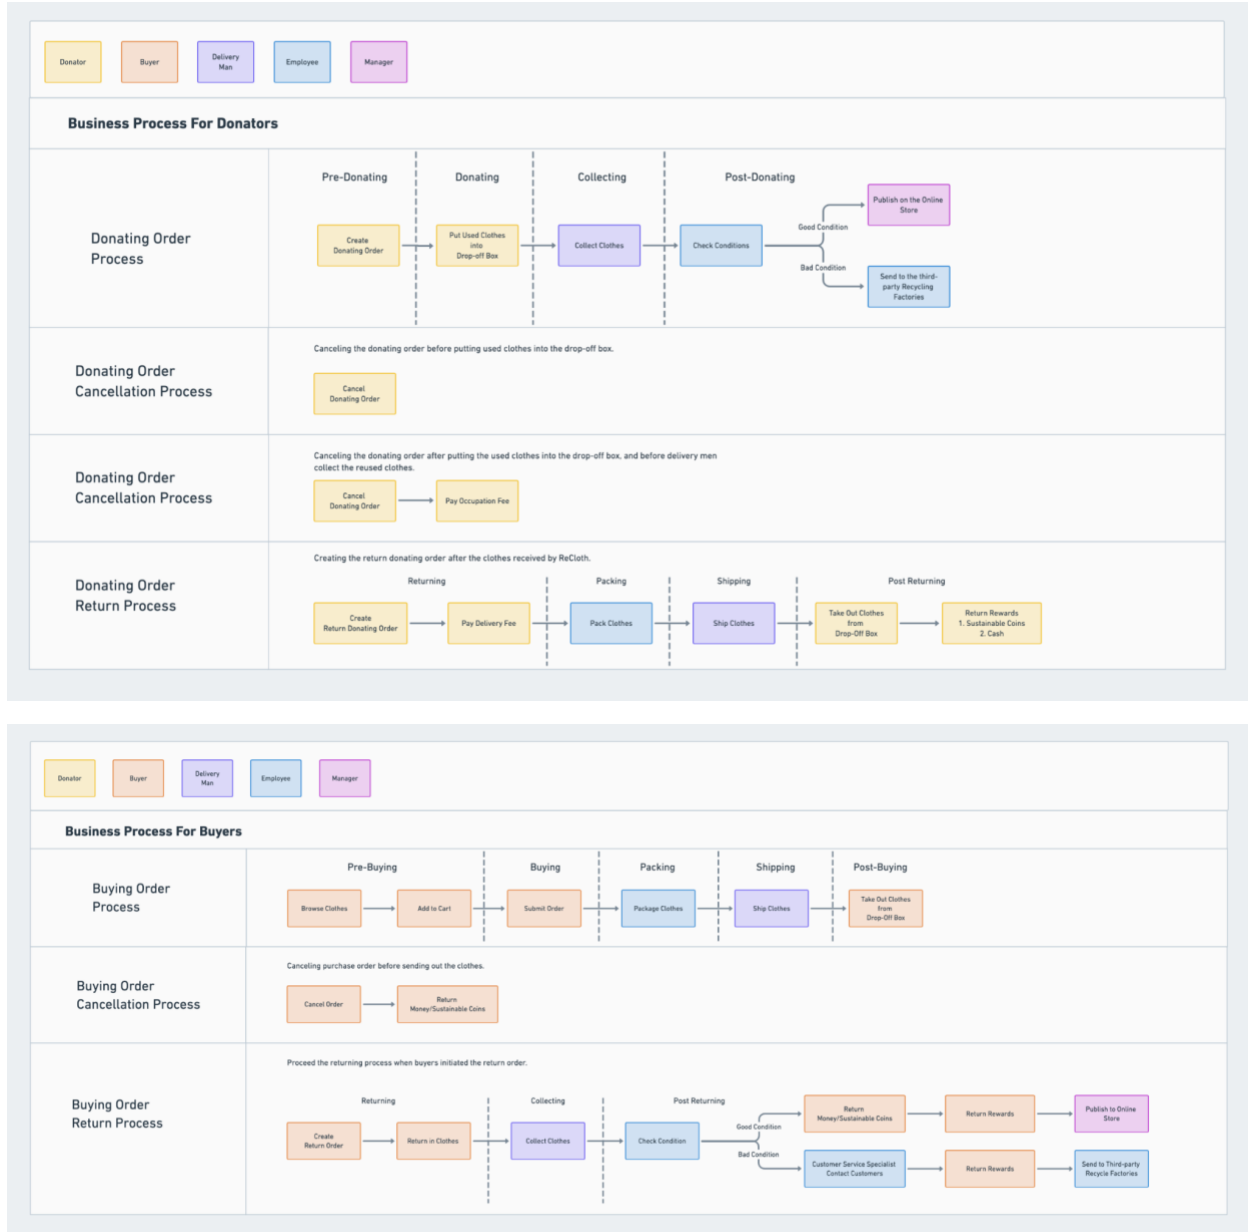 Donator
Buyer
Delivery
Man
Employee
Manager
Business Process For Donators
Donating Order
Process
Pre-Donating
Donating
Collecting
Post-Donating
Create
Donating Order
Put Used Clothes
into
Drop-off Box
Collect Clothes
Check Conditions
Good Condition
Bad Condition
Publish on the Online
Store
Send to the third-
party Recycling
Factories
Donating Order
Cancellation Process
Canceling the donating order before putting used clothes into the drop-off box.
Cancel
Donating Order
Donating Order
Cancellation Process
Canceling the donating order after putting the used clothes into the drop-off box, and before delivery men
collect the reused clothes.
Cancel
Donating Order
Pay Occupation Fee
Donating Order
Return Process
Creating the return donating order after the clothes received by ReCloth.
Returning
Packing
Shipping
Post Returning
Create
Return Donating Order
Pay Delivery Fee
Pack Clothes
Ship Clothes
Take Out Clothes
from
Drop-Off Box
Return Rewards
1. Sustainable Coins
2. Cash
Donator
Buyer
Delivery
Man
Employee
Manager
Business Process For Buyers
Buying Order
Process
Pre-Buying
Buying
Packing
Shipping
Post-Buying
Browse Clothes
Add to Cart
Submit Order
Package Clothes
Ship Clothes
Take Out Clothes
from
Drop-Off Box
Buying Order
Cancellation Process
Canceling purchase order before sending out the clothes.
Cancel Order
Return
Money/Sustainable Coins
Buying Order
Return Process
Proceed the returning process when buyers initiated the return order.
Returning
Collecting
Post Returning
Create
Return Order
Return in Clothes
Collect Clothes
Check Condition
Good Condition
Bad Condition
Return
Money/Sustainable Coins
Return Rewards
Publish to Online
Store
Customer Service Specialist
Contact Customers
Return Rewards
Send to Third-party
Recycle Factories